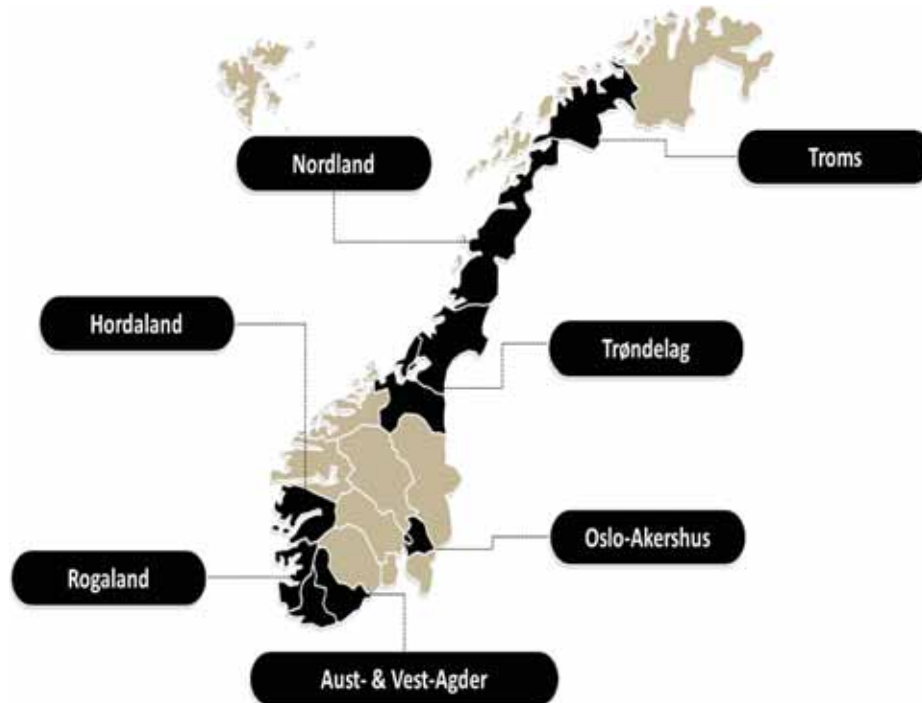 Nordland
Troms
Hordaland
Trøndelag
Oslo-Akershus
Rogaland
Aust- & Vest-Agder